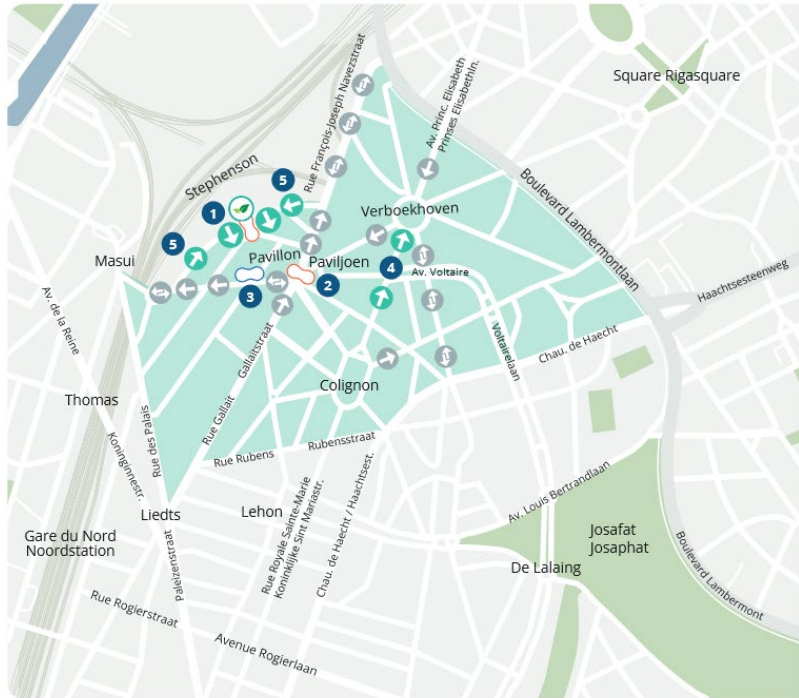 Square Rigasquare
Rue François-Joseph Navezstraat
Av. Princ. Elisabeth
Prinses Elisabethln.
Boulevard Lambermontlaan
Stephenson
5
1
5
Verboekhoven
Masui
Pavillon
Paviljoen
4
Av. Voltaire
2
3
Haachtsesteenweg
Av. de la Reine
Gallaitstraat
Voltairelaan
Chau. de Haecht
Colignon
Thomas
Rue des Palais
Rue Gallait
Koninginnestr.
Rue Rubens
Rubensstraat
Liedts
Lehon
Av. Louis Bertrandlaan
Gare du Nord
Noordstation
Paleizenstraat
Rue Royale Sainte-Marie
Koninklijke Sint Mariastr.
Chau. de Haecht / Haachtsest.
Josafat
Josaphat
De Lalaing
Boulevard Lambermont
Rue Rogierstraat
Avenue Rogierlaan